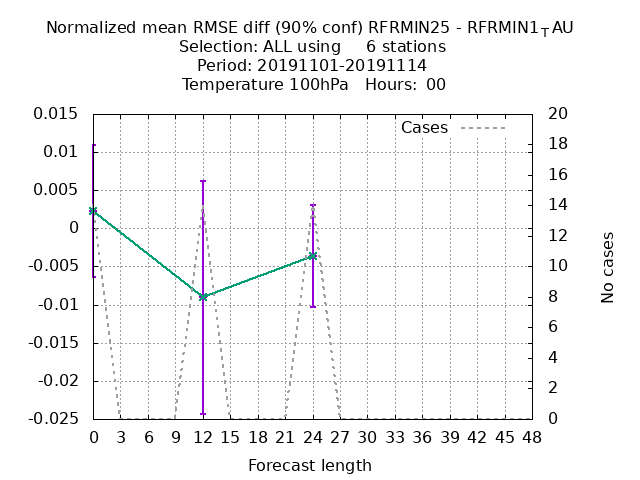 Normalized mean RMSE diff (90% conf) RFRMIN25 - RFRMIN1TAU
Selection: ALL using     6 stations
Period: 20191101-20191114
Temperature 100hPa   Hours: 00
Cases
0.015
0.01
0.005
0
-0.005
-0.01
-0.015
-0.02
-0.025
20
18
16
14
12
10
8
6
4
2
0
No cases
0 3 6 9 12 15 18 21 24 27 30 33 36 39 42 45 48
Forecast length